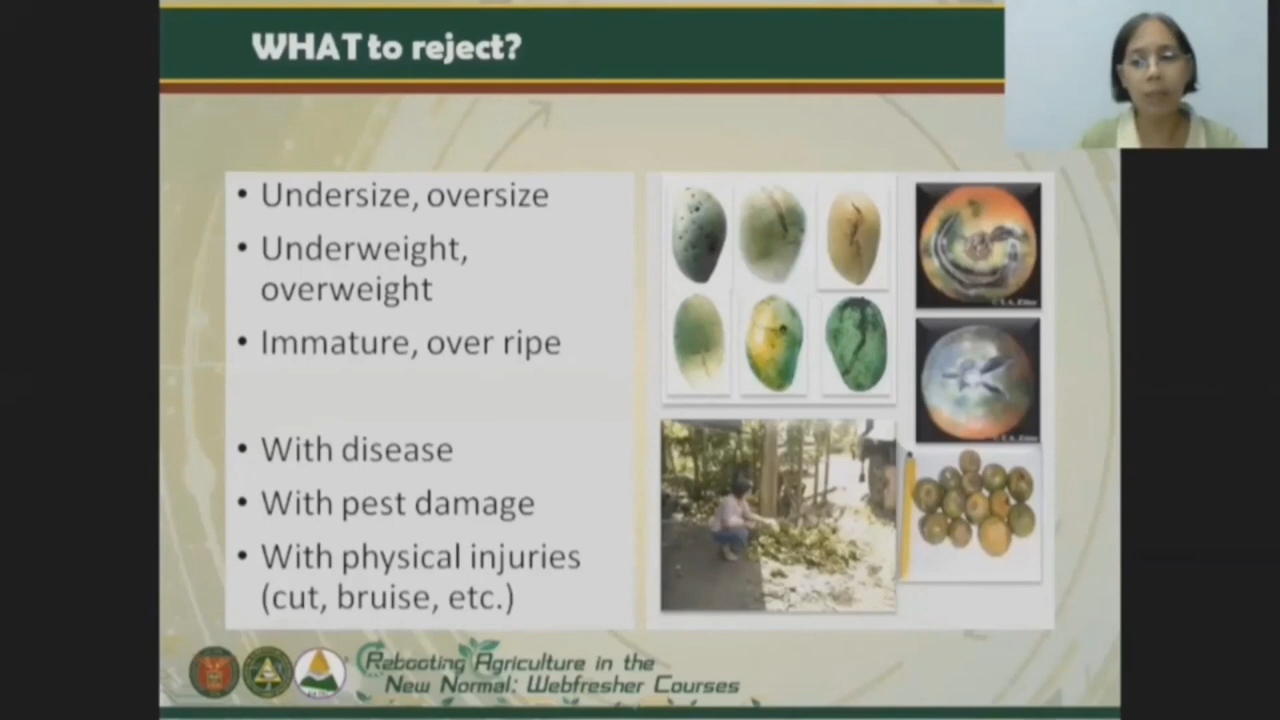 WHAT to reject?
• Undersize, oversize
• Underweight,
overweight
• Immature, over ripe
• With disease
• With pest damage
• With physical injuries
(cut, bruise, etc.)
Rebooting Agriculture in the
New Normal: Webfresher Courses